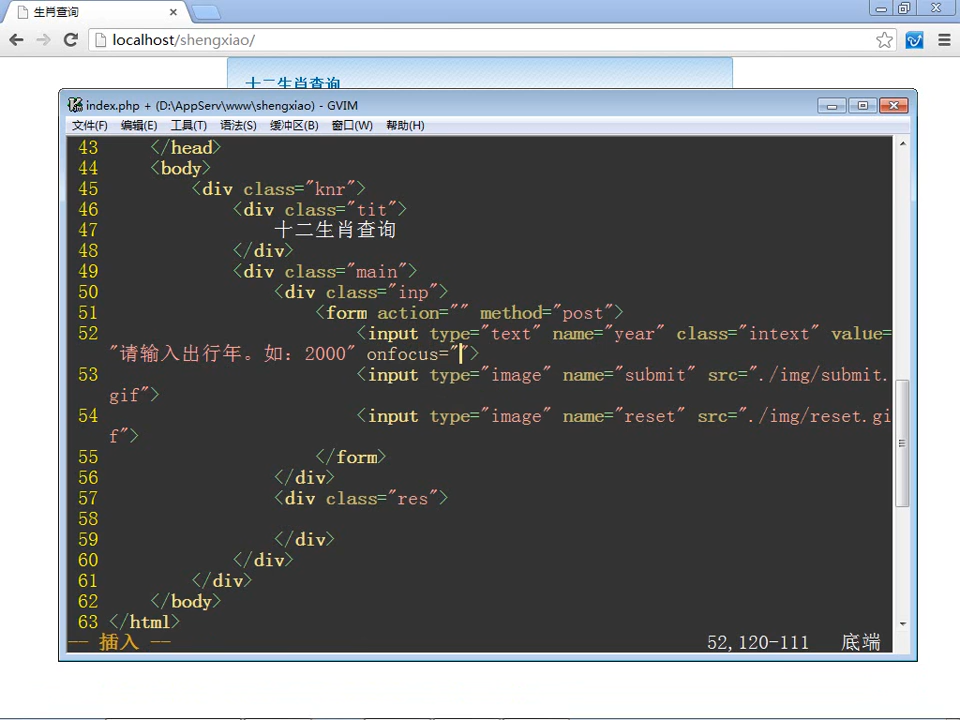 生肖查询
localhost/shengxiao/
十二生肖查询
index.php + (D:\AppServ\www\shengxiao) - GVIM
文件(F) 编辑(E) 工具(T) 语法(S) 缓冲区(B) 窗口(W) 帮助(H)
43 </head>
44 <body>
45 <div class="knr">
46 <div class="tit">
47 十二生肖查询
48 </div>
49 <div class="main">
50 <div class="inp">
51 <form action="" method="post">
52 <input type="text" name="year" class="intext" value=
"请输入出行年。如：2000" onfocus="">
53 <input type="image" name="submit" src="./img/submit.
gif">
54 <input type="image" name="reset" src="./img/reset.gi
f">
55 </form>
56 </div>
57 <div class="res">
58
59 </div>
60 </div>
61 </div>
62 </body>
63 </html>
-- 插入 -- 52,120-111 底端